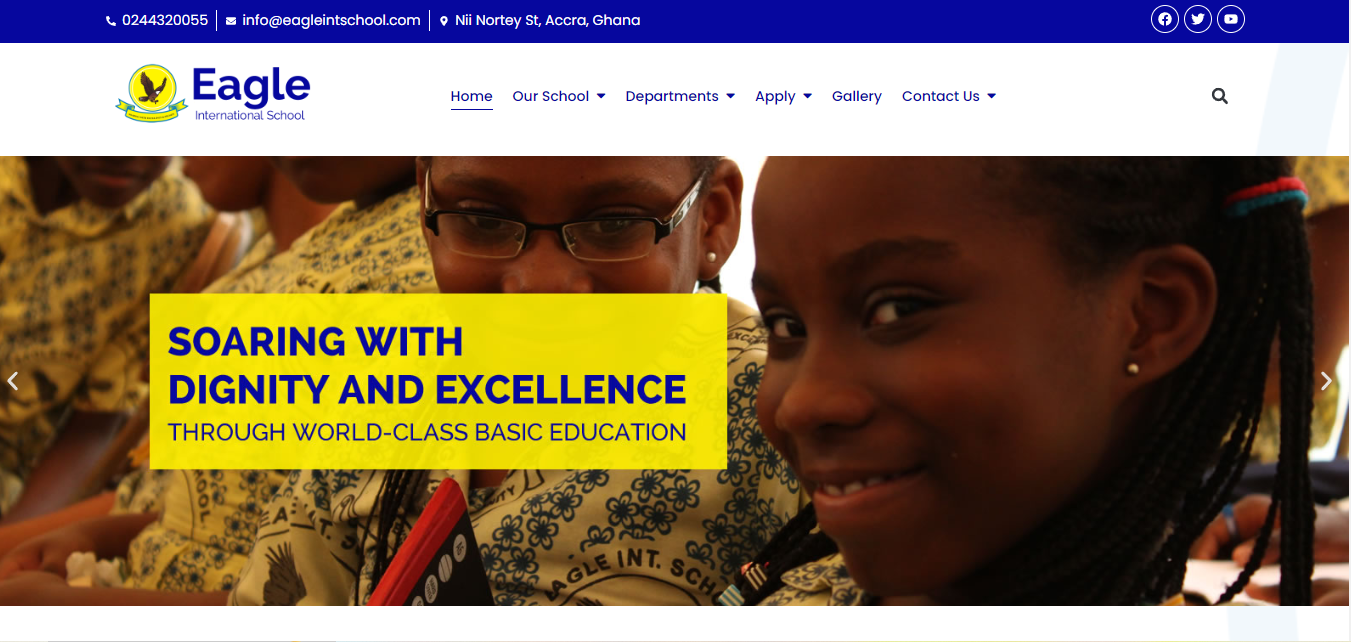 0244320055
info@eagleintschool.com
Nii Nortey St, Accra, Ghana
Eagle
International School
Home
Our School
Departments
Apply
Gallery
Contact Us
SOARING WITH
DIGNITY AND EXCELLENCE
THROUGH WORLD-CLASS BASIC EDUCATION
EAGLE INT. SCH